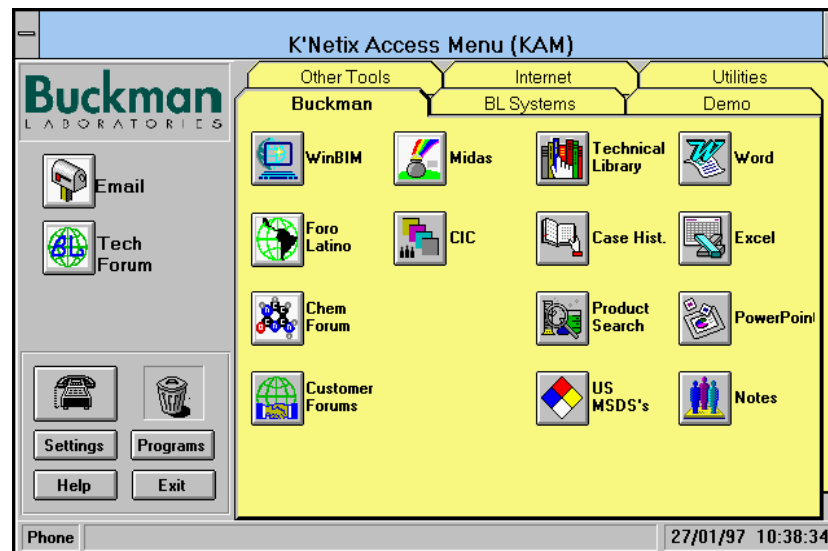 K'Netix Access Menu (KAM)
Buckman
LABORATORIES
Email
BL
Tech
Forum
Settings
Programs
Help
Exit
Other Tools
Internet
Utilities
Buckman
BL Systems
Demo
WinBIM
Midas
Technical
Library
Word
Foro
Latino
CIC
Case Hist.
Excel
Chem
Forum
Product
Search
PowerPoint
Customer
Forums
US
MSDS's
Notes
Phone
27/01/97 10:38:34